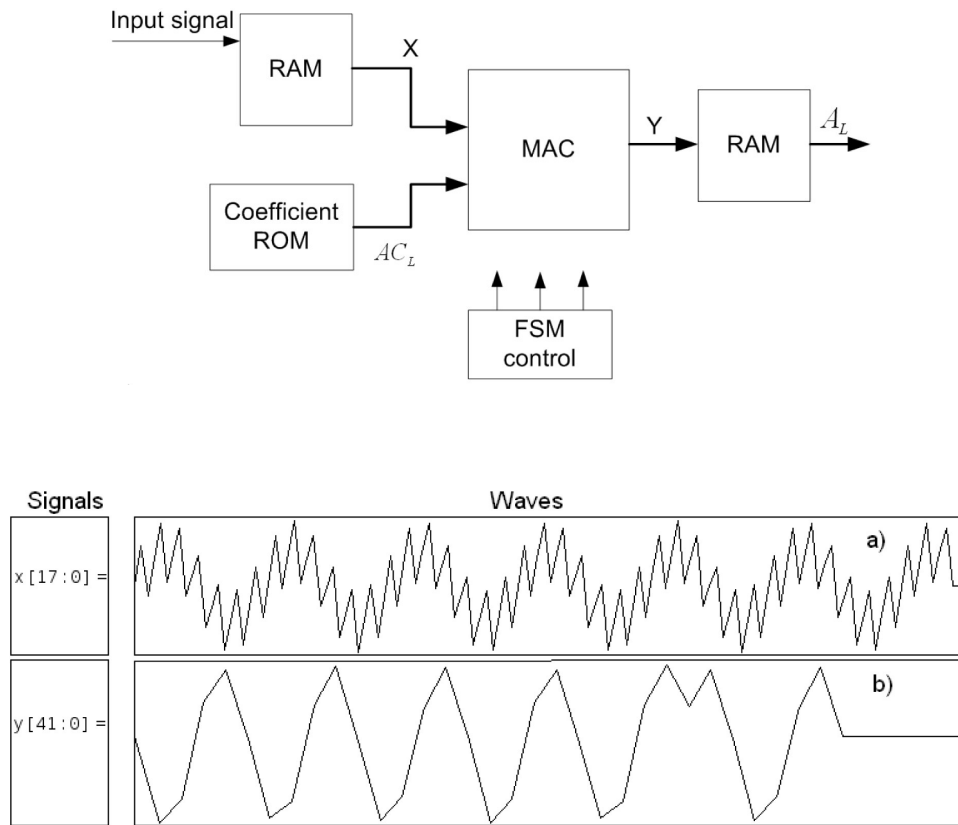 Input signal
RAM
X
MAC
Y
RAM
A_L
Coefficient
ROM
AC_L
FSM
control
Signals
Waves
x[17:0]=
a)
y[41:0]=
b)